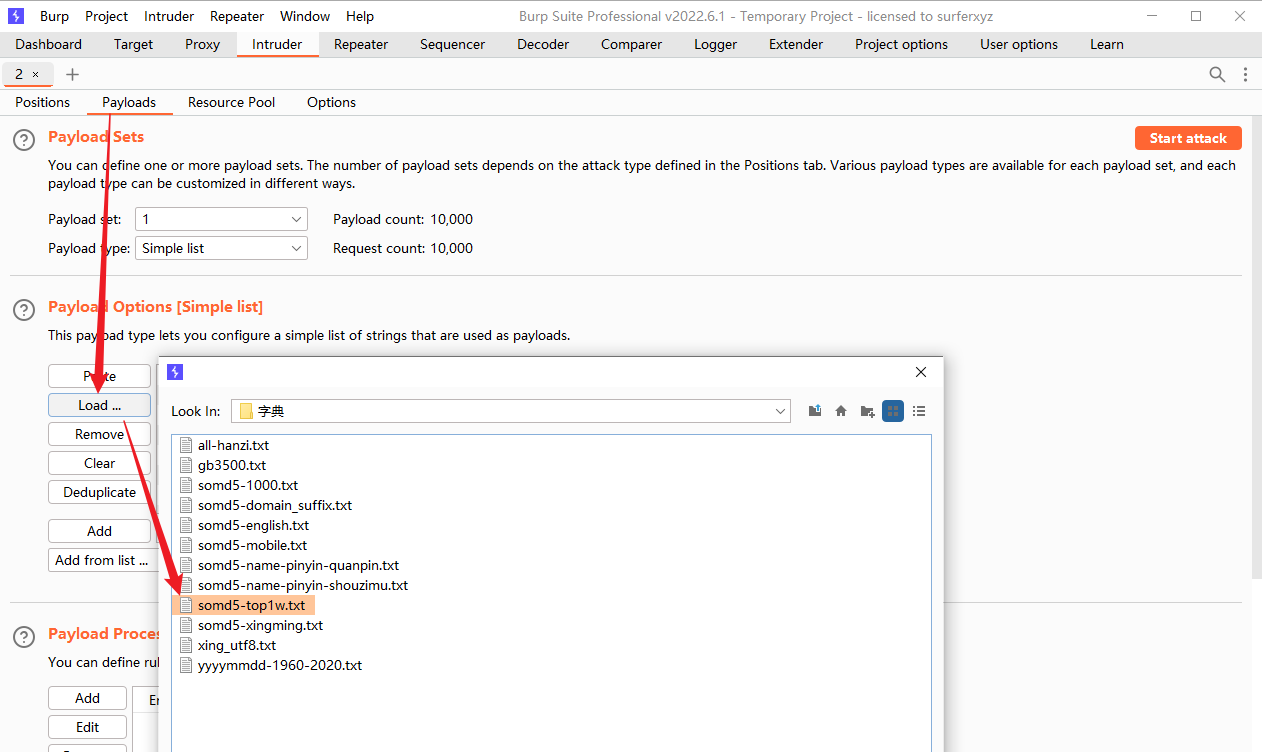 Burp Project Intruder Repeater Window Help Burp Suite Professional v2022.6.1 - Temporary Project - licensed to surferxyz
Dashboard Target Proxy Intruder Repeater Sequencer Decoder Comparer Logger Extender Project options User options Learn
2 × +
Positions Payloads Resource Pool Options
Payload Sets
Start attack
You can define one or more payload sets. The number of payload sets depends on the attack type defined in the Positions tab. Various payload types are available for each payload set, and each
payload type can be customized in different ways.
Payload set: 1 Payload count: 10,000
Payload type: Simple list Request count: 10,000
Payload Options [Simple list]
This payload type lets you configure a simple list of strings that are used as payloads.
Paste
Load ...
Remove
Clear
Deduplicate
Add
Add from list ...
Look In: 字典
all-hanzi.txt
gb3500.txt
somd5-1000.txt
somd5-domain_suffix.txt
somd5-english.txt
somd5-mobile.txt
somd5-name-pinyin-quanpin.txt
somd5-name-pinyin-shouzimu.txt
somd5-top1w.txt
somd5-xingming.txt
xing_utf8.txt
yyyymmdd-1960-2020.txt
Payload Proces
You can define rul
Add
Edit